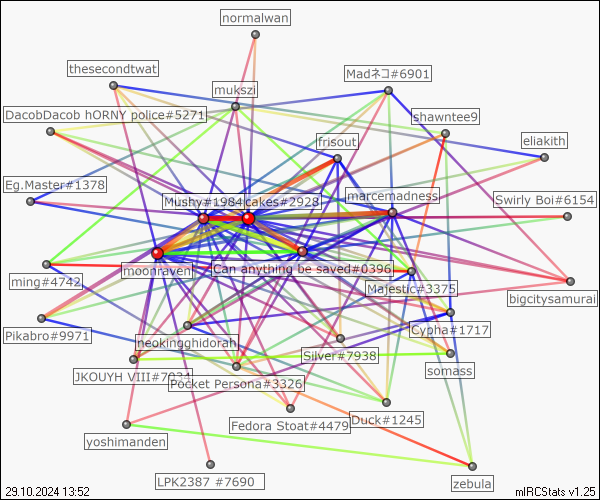 normalwan
thesecondtwat
Madネコ#6901
mukszi
DacobDacob hORNY police#5271
shawntee9
frisout
eliakith
Eg.Master#1378
Mushy#1984
cakes#2928
marcemadness
Swirly Boi#6154
moonraven
Can anything be saved#0396
ming#4742
Majestic#3375
bigcitysamurai
Pikabro#9971
neokingghidorah
Cypha#1717
Silver#7938
somass
JKOUYH VIII#7034
Pocket Persona#3326
Fedora Stoat#4479
Duck#1245
yoshimanden
LPK2387 #7690
zebula
29.10.2024 13:52
mIRCStats v1.25